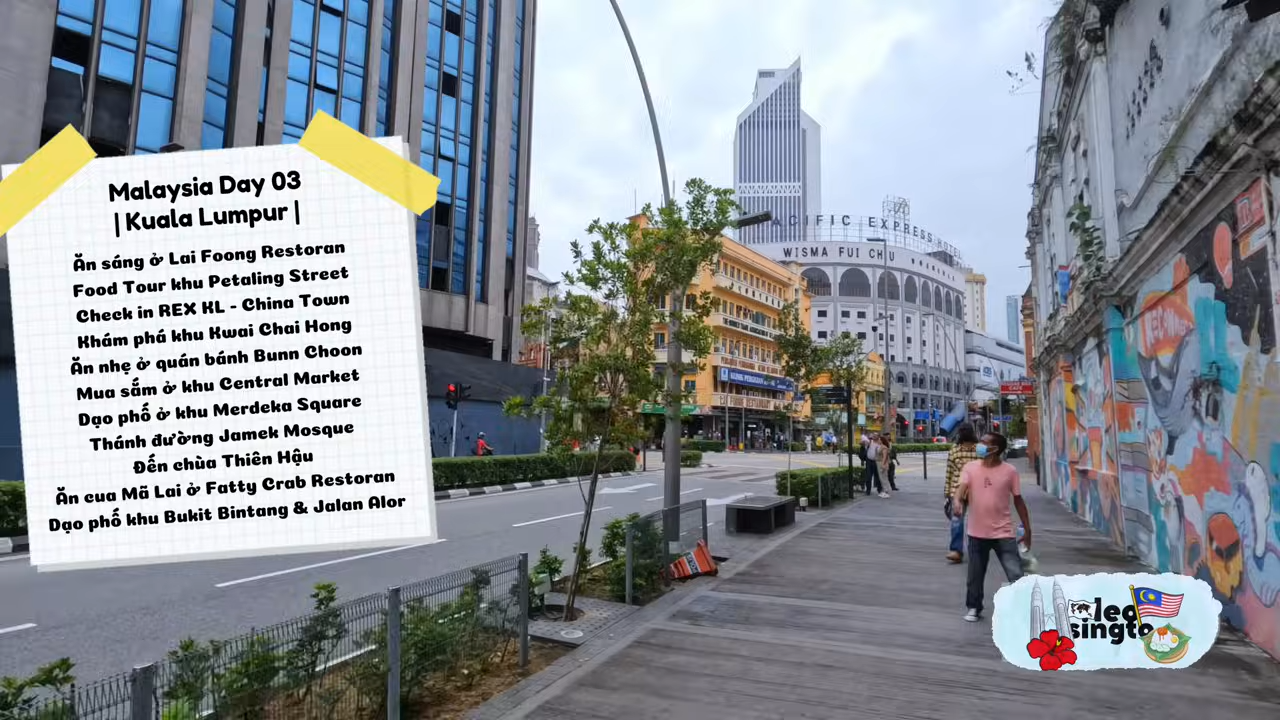 Malaysia Day 03
| Kuala Lumpur |
Ăn sáng ở Lai Foong Restoran
Food Tour khu Petaling Street
Check in REX KL - China Town
Khám phá khu Kwai Chai Hong
Ăn nhẹ ở quán bánh Bunn Choon
Mua sắm ở khu Central Market
Dạo phố ở khu Merdeka Square
Thánh đường Jamek Mosque
Đến chùa Thiên Hậu
Ăn cua Mã Lai ở Fatty Crab Restoran
Dạo phố khu Bukit Bintang & Jalan Alor
PACIFIC EXPRESS HOTEL
WISMA FUI CHU
leo
singto